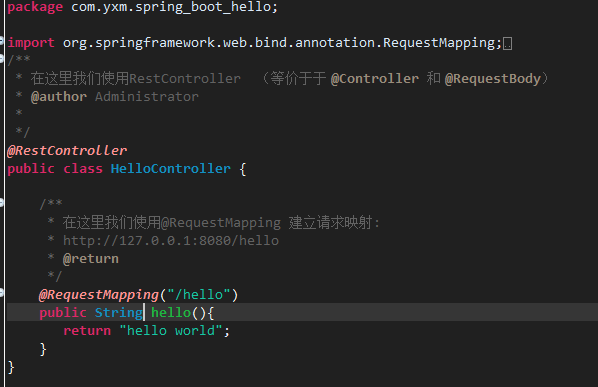 package com.yxm.spring_boot_hello;
import org.springframework.web.bind.annotation.RequestMapping;
/**
* 在这里我们使用RestController （等价于于 @Controller 和 @RequestBody）
* @author Administrator
*
*/
@RestController
public class HelloController {
/**
* 在这里我们使用@RequestMapping 建立请求映射:
* http://127.0.0.1:8080/hello
* @return
*/
@RequestMapping("/hello")
public String hello(){
return "hello world";
}
}